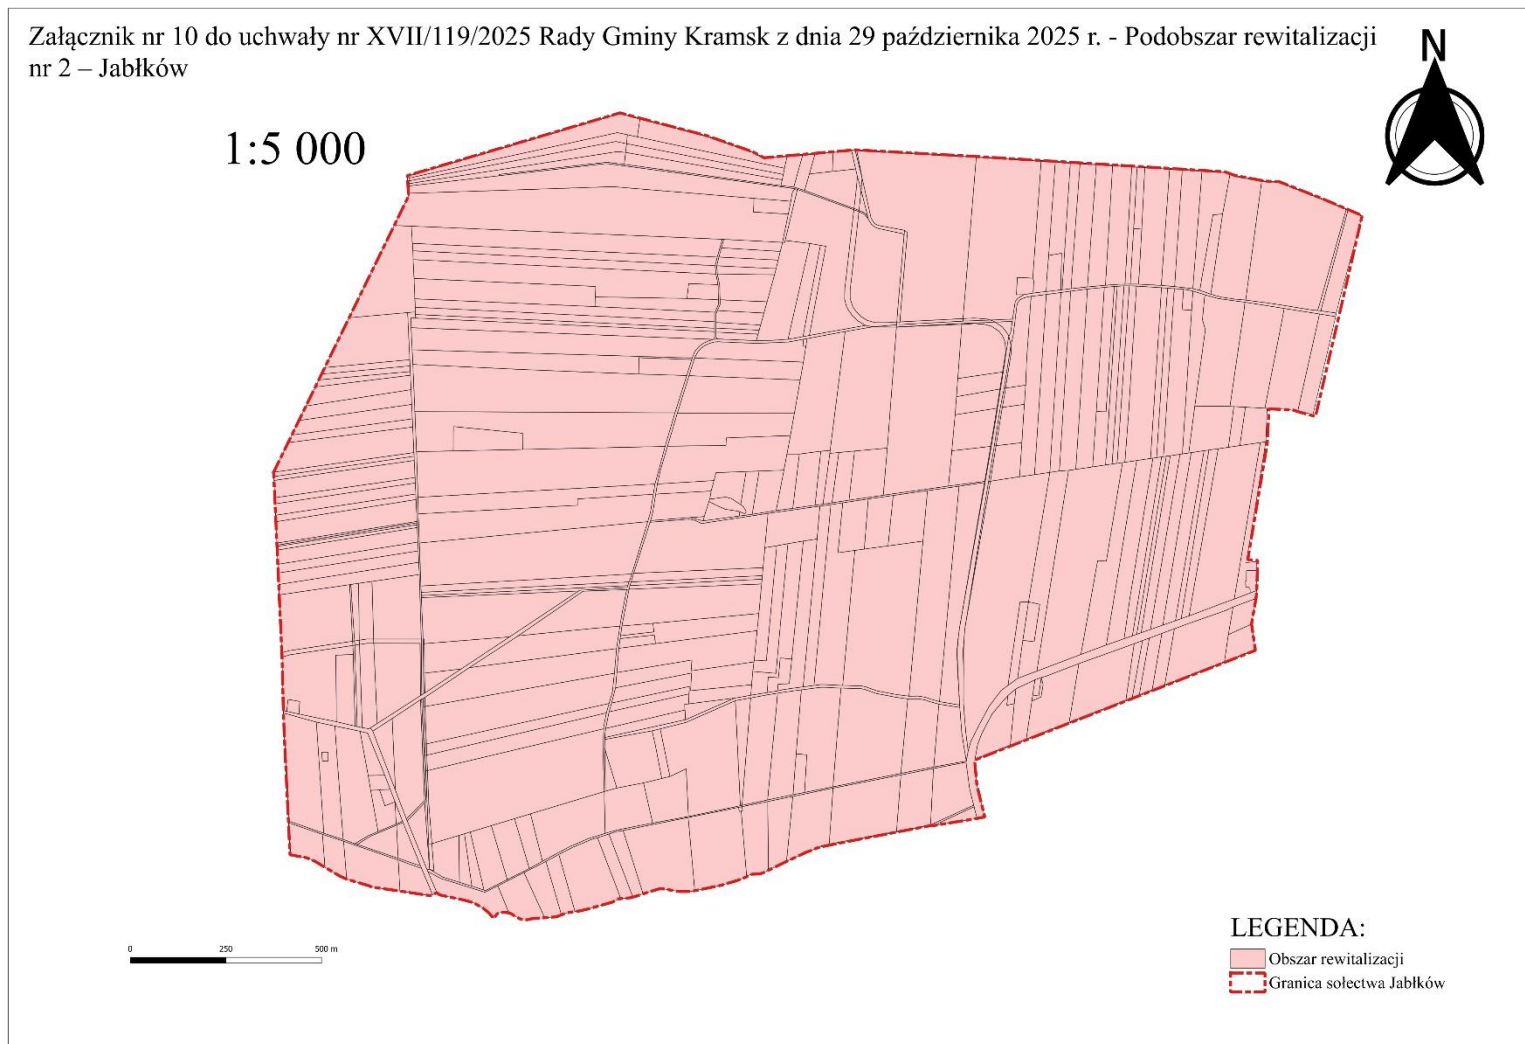 Załącznik nr 10 do uchwały nr XVII/119/2025 Rady Gminy Kramsk z dnia 29 października 2025 r. - Podobszar rewitalizacji
nr 2 – Jabłków
N
1:5 000
0 250 500 m
LEGENDA:
Obszar rewitalizacji
Granica sołectwa Jabłków